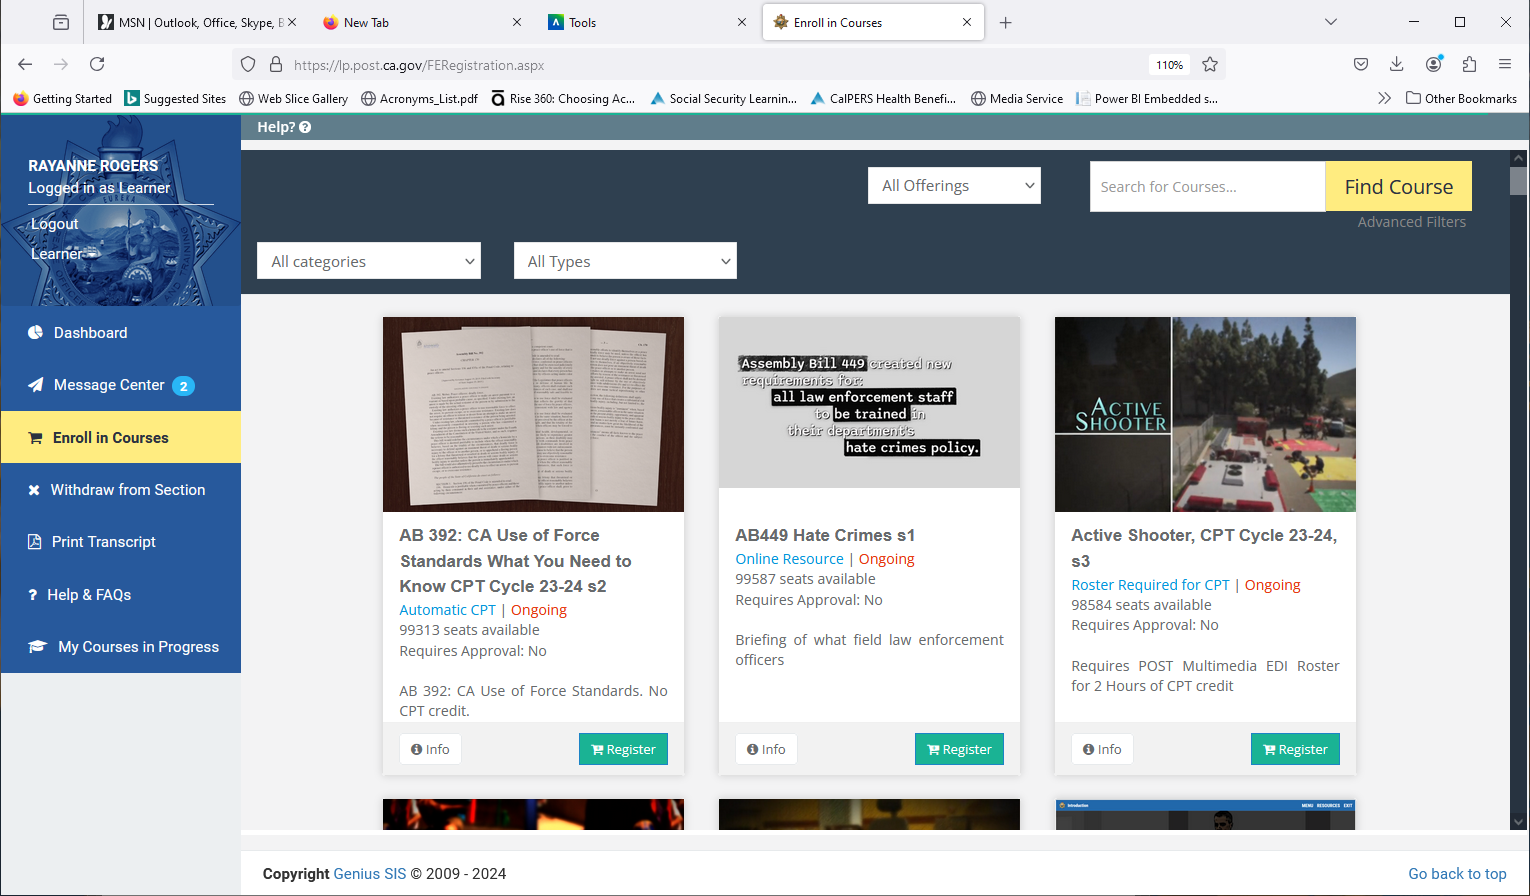 MSN | Outlook, Office, Skype, B
New Tab
Tools
Enroll in Courses
https://lp.post.ca.gov/FERegistration.aspx
110%
Getting Started
Suggested Sites
Web Slice Gallery
Acronyms_List.pdf
Rise 360: Choosing Ac...
Social Security Learnin...
CalPERS Health Benefi...
Media Service
Power BI Embedded s...
Other Bookmarks
Help?
RAYANNE ROGERS
Logged in as Learner
EUREKA
Logout
Learner
Dashboard
Message Center 2
Enroll in Courses
Withdraw from Section
Print Transcript
Help & FAQs
My Courses in Progress
All Offerings
Search for Courses...
Find Course
Advanced Filters
All categories
All Types
AB 392: CA Use of Force
Standards What You Need to
Know CPT Cycle 23-24 s2
Automatic CPT | Ongoing
99313 seats available
Requires Approval: No
AB 392: CA Use of Force Standards. No
CPT credit.
Info
Register
Assembly Bill 449 created new
requirements for:
all law enforcement staff
to be trained in
their department's
hate crimes policy.
AB449 Hate Crimes s1
Online Resource | Ongoing
99587 seats available
Requires Approval: No
Briefing of what field law enforcement
officers
Info
Register
ACTIVE
SHOOTER
Active Shooter, CPT Cycle 23-24,
s3
Roster Required for CPT | Ongoing
98584 seats available
Requires Approval: No
Requires POST Multimedia EDI Roster
for 2 Hours of CPT credit
Info
Register
Introduction
MENU RESOURCES EXIT
Copyright Genius SIS © 2009 - 2024
Go back to top